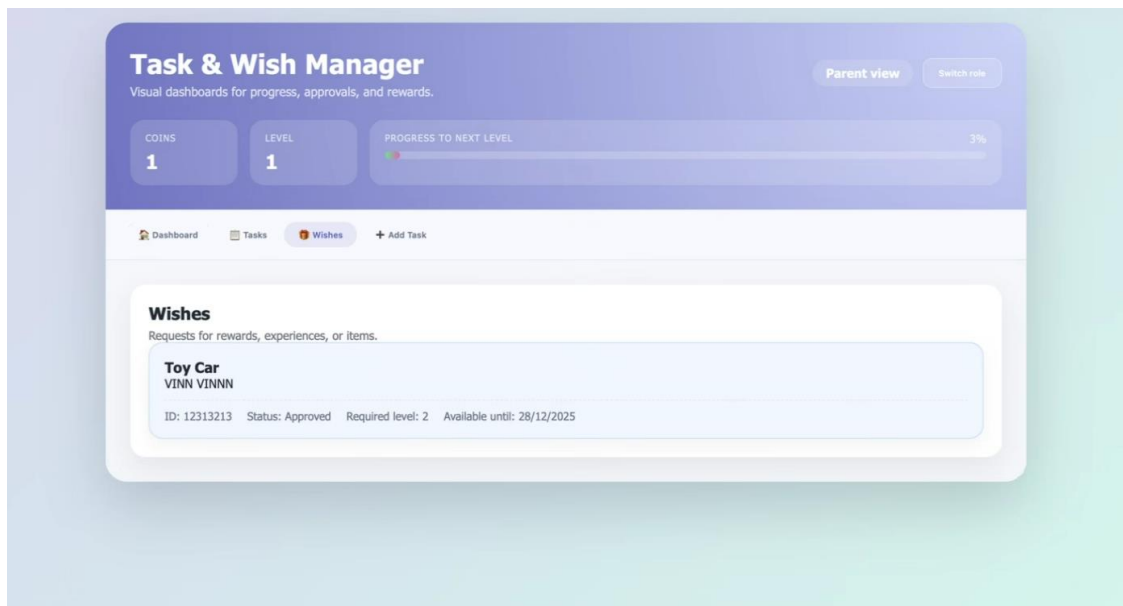 Task & Wish Manager
Visual dashboards for progress, approvals, and rewards.
Parent view
Switch role
COINS
1
LEVEL
1
PROGRESS TO NEXT LEVEL
3%
Dashboard
Tasks
Wishes
Add Task
Wishes
Requests for rewards, experiences, or items.
Toy Car
VINN VINNN
ID: 12313213 Status: Approved Required level: 2 Available until: 28/12/2025